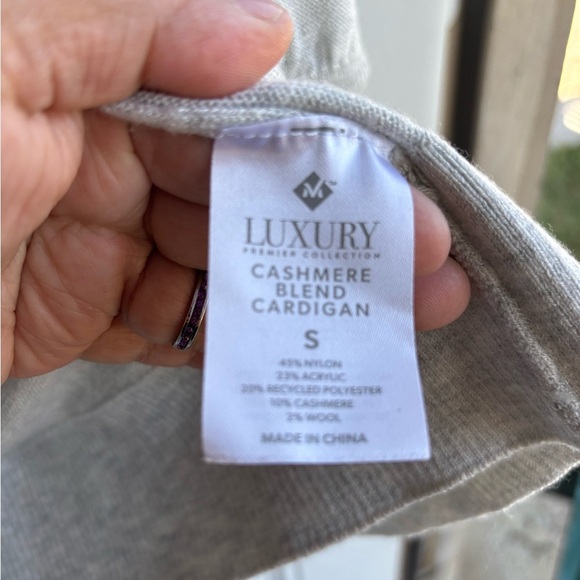 M™
LUXURY
PREMIER COLLECTION
CASHMERE
BLEND
CARDIGAN
S
45% NYLON
23% ACRYLIC
20% RECYCLED POLYESTER
10% CASHMERE
2% WOOL
MADE IN CHINA